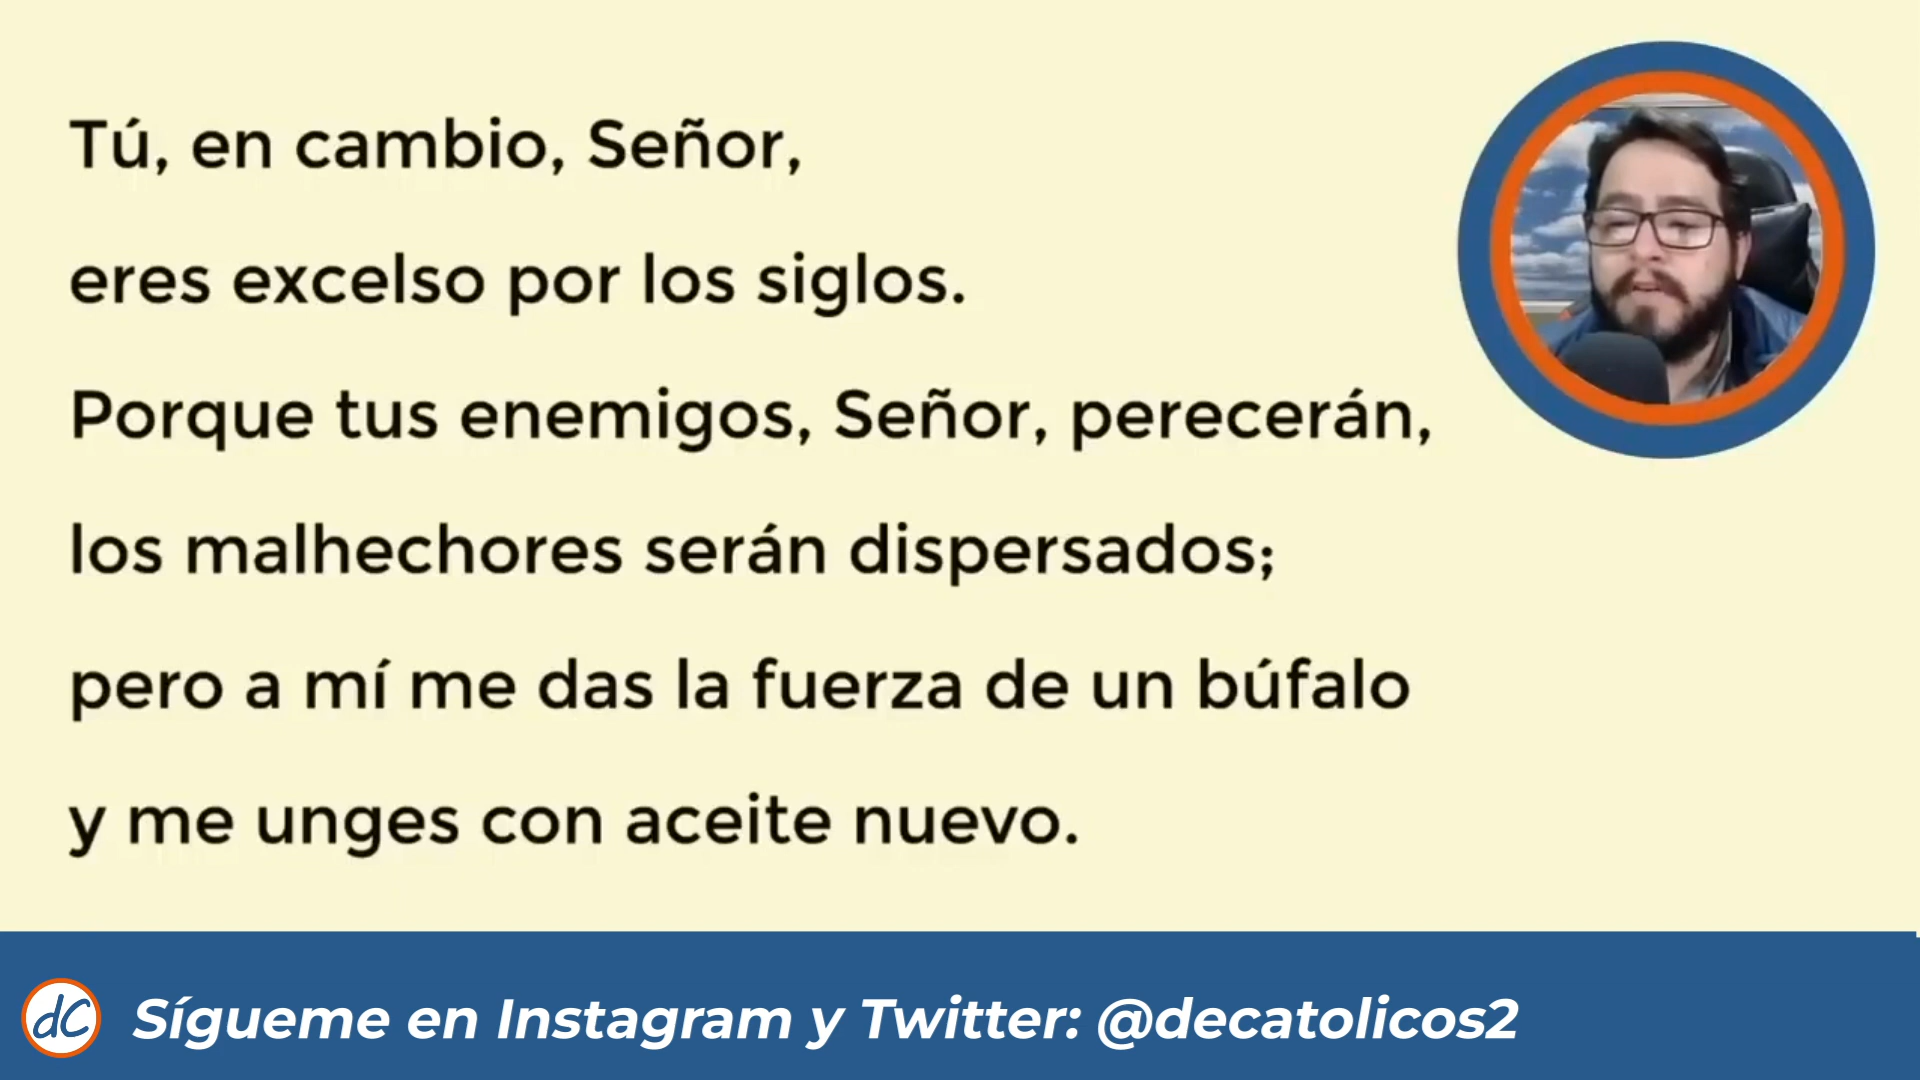 Tú, en cambio, Señor,
eres excelso por los siglos.
Porque tus enemigos, Señor, perecerán,
los malhechores serán dispersados;
pero a mí me das la fuerza de un búfalo
y me unges con aceite nuevo.
dC Sígueme en Instagram y Twitter: @decatolicos2